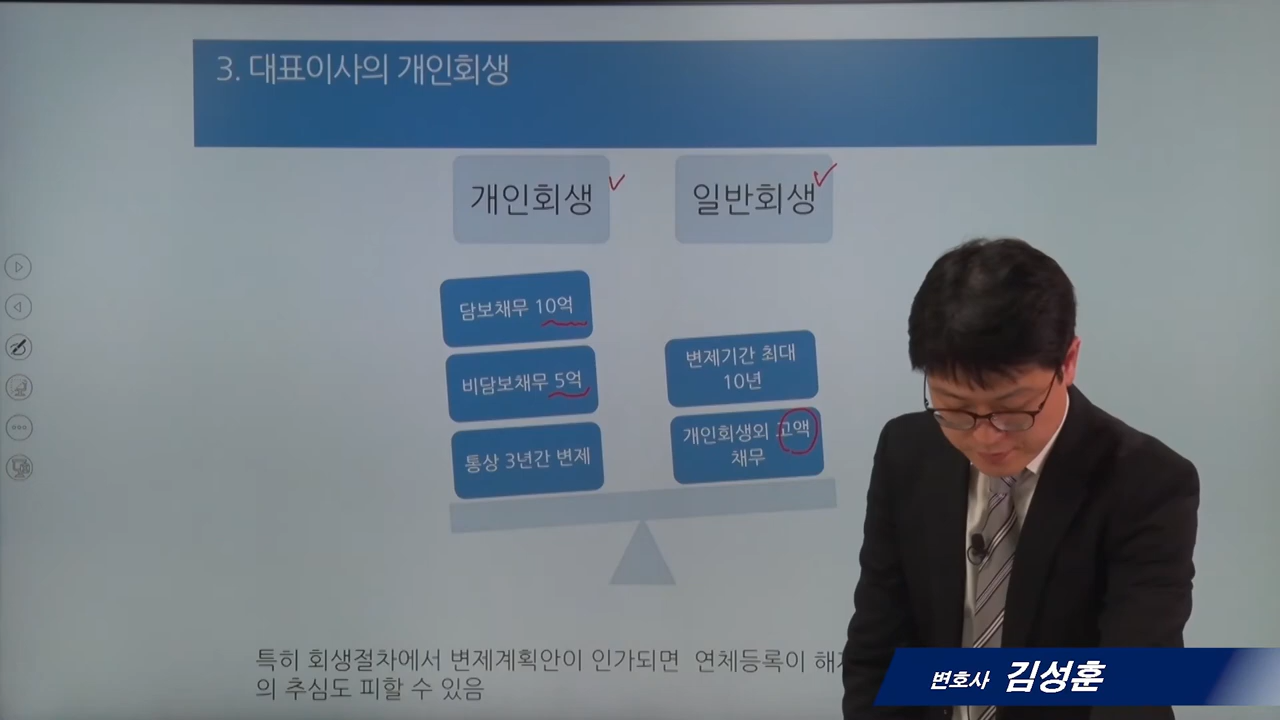 3. 대표이사의 개인회생
개인회생
일반회생
담보채무 10억
비담보채무 5억
통상 3년간 변제
변제기간 최대
10년
개인회생외 고액
채무
특히 회생절차에서 변제계획안이 인가되면 연체등록이
의 추심도 피할 수 있음
변호사 김성훈